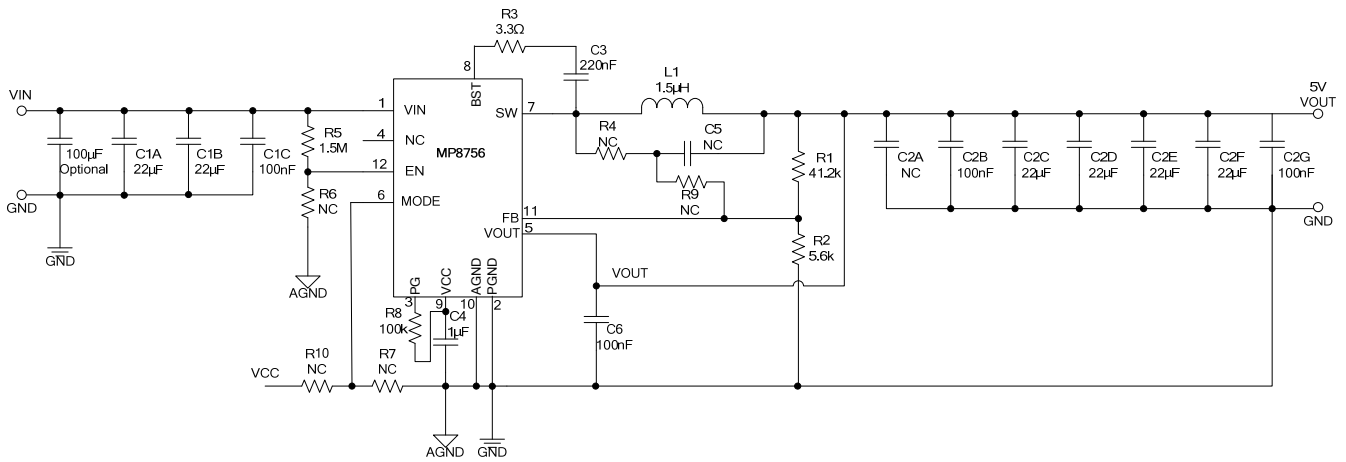 R3
3.3Ω
C3
220nF
8
BST
L1
1.5µH
5V
VOUT
VIN
1
VIN
SW
7
4
NC
MP8756
R5
1.5M
12
EN
6
MODE
100µF
Optional
C1A
22µF
C1B
22µF
C1C
100nF
R6
NC
GND
GND
AGND
R4
NC
C5
NC
R9
NC
R1
41.2k
C2A
NC
C2B
100nF
C2C
22µF
C2D
22µF
C2E
22µF
C2F
22µF
C2G
100nF
GND
FB
11
VOUT
5
R2
5.6k
VOUT
PG
VCC
AGND
PGND
3
9
10
2
R8
100k
C4
1µF
C6
100nF
VCC
R10
NC
R7
NC
AGND
GND